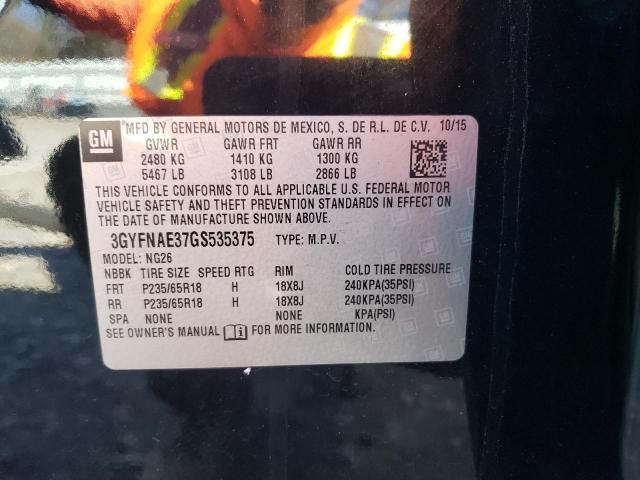 GM MFD BY GENERAL MOTORS DE MEXICO, S. DE R.L. DE C.V. 10/15
GVWR GAWR FRT GAWR RR
2480 KG 1410 KG 1300 KG
5467 LB 3108 LB 2866 LB
THIS VEHICLE CONFORMS TO ALL APPLICABLE U.S. FEDERAL MOTOR
VEHICLE SAFETY AND THEFT PREVENTION STANDARDS IN EFFECT ON
THE DATE OF MANUFACTURE SHOWN ABOVE.
3GYFNAE37GS535375 TYPE: M.P.V.
MODEL: NG26
NBBK TIRE SIZE SPEED RTG RIM COLD TIRE PRESSURE
FRT P235/65R18 H 18X8J 240KPA(35PSI)
RR P235/65R18 H 18X8J 240KPA(35PSI)
SPA NONE NONE KPA(PSI)
SEE OWNER'S MANUAL FOR MORE INFORMATION.